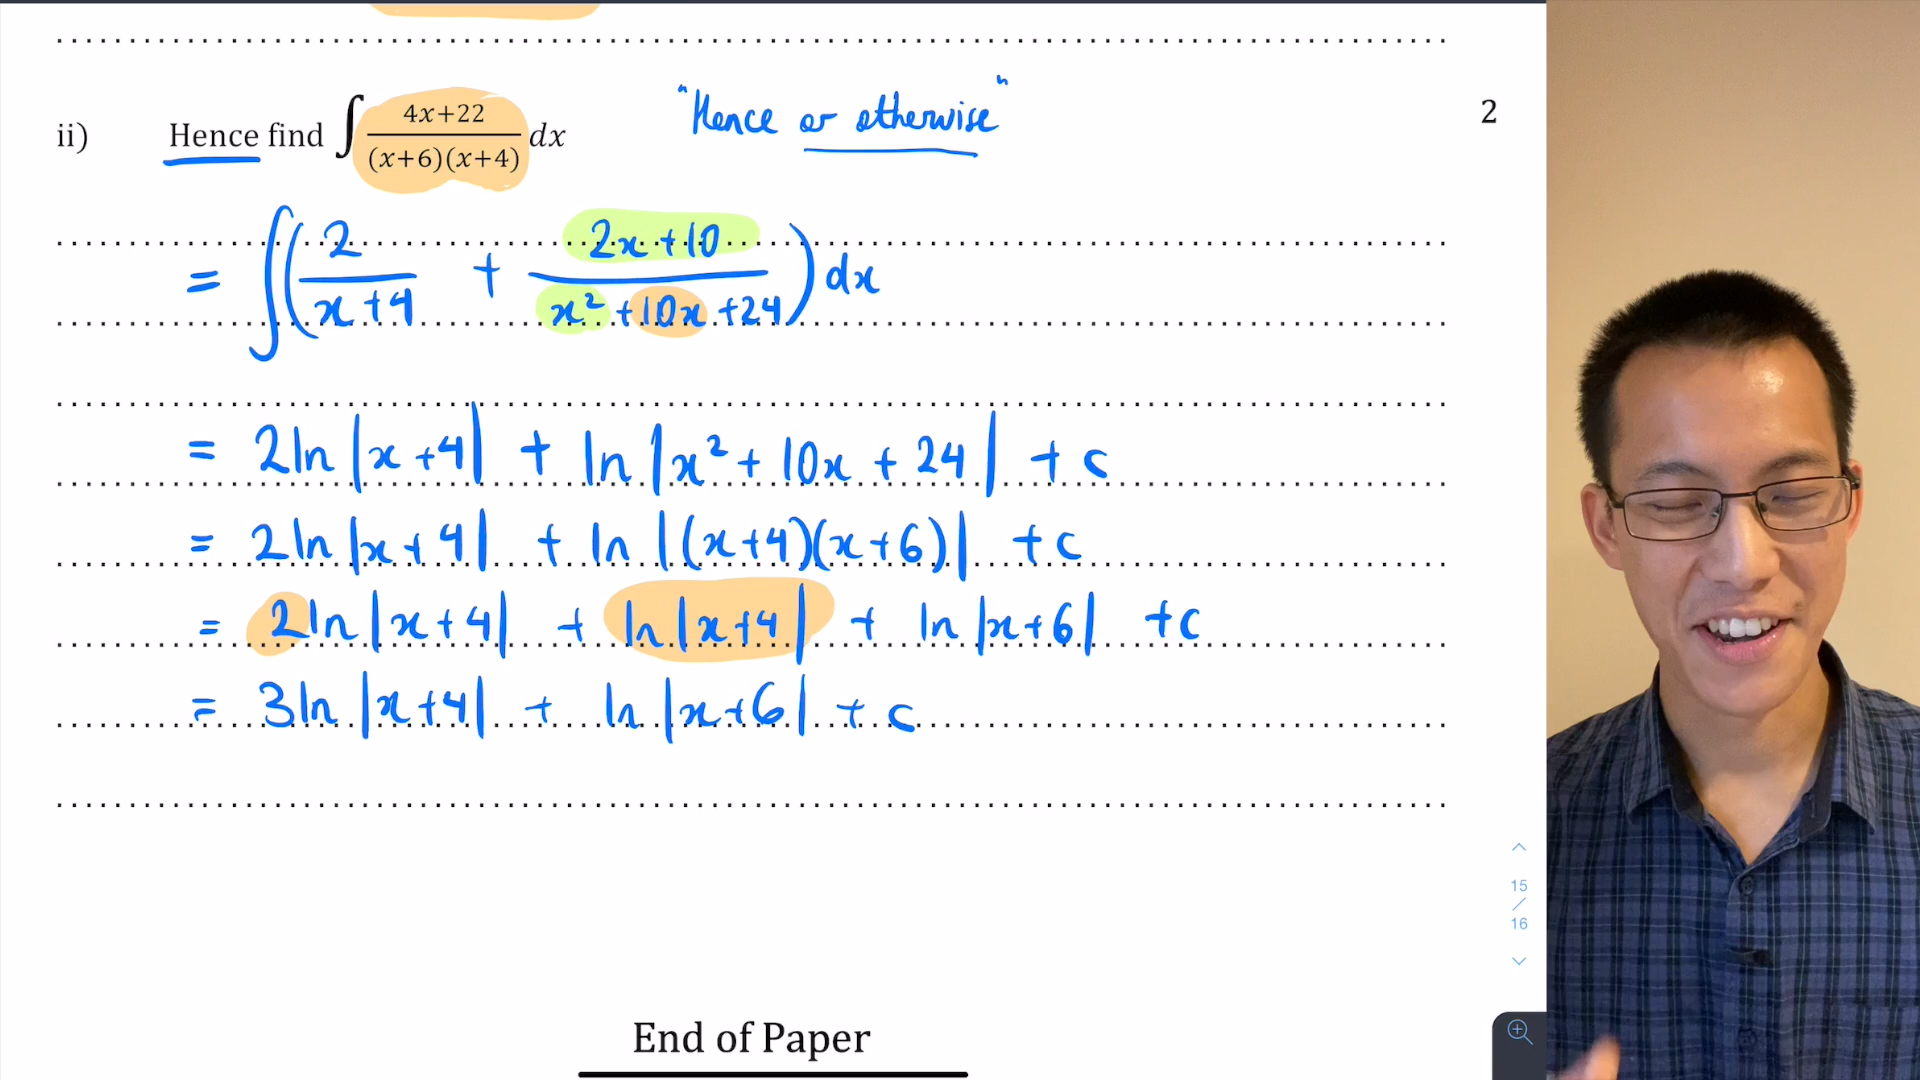 ii) Hence find ∫ 4x+22 / (x+6)(x+4) dx "Hence or otherwise" 2
= ∫ ( 2 / x+4 + 2x+10 / x² + 10x + 24 ) dx
= 2ln|x+4| + ln|x² + 10x + 24| + c
= 2ln|x+4| + ln|(x+4)(x+6)| + c
= 2ln|x+4| + ln|x+4| + ln|x+6| + c
= 3ln|x+4| + ln|x+6| + c
15
/
16
End of Paper